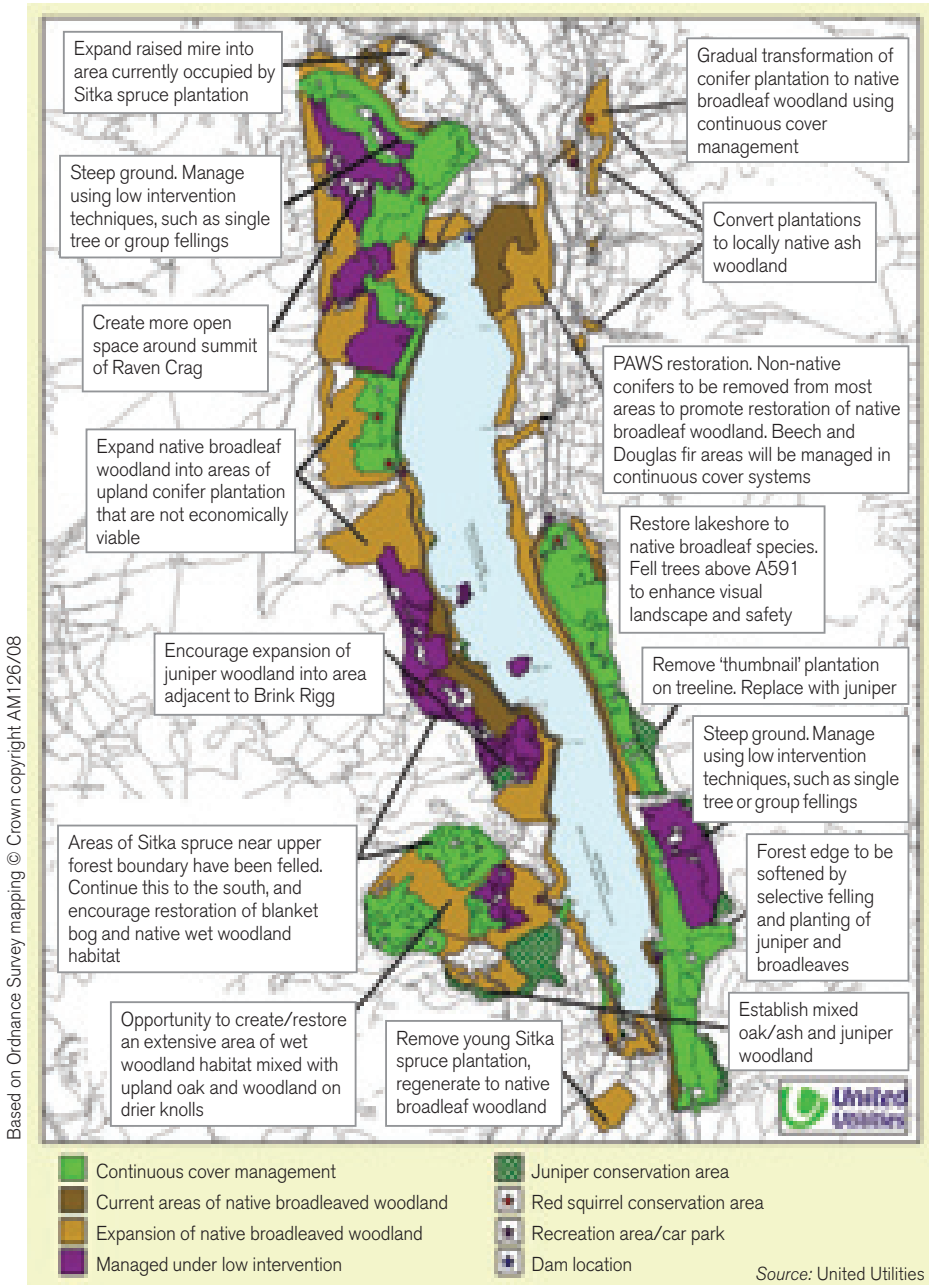 Expand raised mire into
area currently occupied by
Sitka spruce plantation
Gradual transformation of
conifer plantation to native
broadleaf woodland using
continuous cover
management
Steep ground. Manage
using low intervention
techniques, such as single
tree or group fellings
Convert plantations
to locally native ash
woodland
Create more open
space around summit
of Raven Crag
PAWS restoration. Non-native
conifers to be removed from most
areas to promote restoration of native
broadleaf woodland. Beech and
Douglas fir areas will be managed in
continuous cover systems
Expand native broadleaf
woodland into areas of
upland conifer plantation
that are not economically
viable
Restore lakeshore to
native broadleaf species.
Fell trees above A591
to enhance visual
landscape and safety
Encourage expansion of
juniper woodland into area
adjacent to Brink Rigg
Remove ‘thumbnail’ plantation
on treeline. Replace with juniper
Steep ground. Manage
using low intervention
techniques, such as single
tree or group fellings
Areas of Sitka spruce near upper
forest boundary have been felled.
Continue this to the south, and
encourage restoration of blanket
bog and native wet woodland
habitat
Forest edge to be
softened by
selective felling
and planting of
juniper and
broadleaves
Opportunity to create/restore
an extensive area of wet
woodland habitat mixed with
upland oak and woodland on
drier knolls
Remove young Sitka
spruce plantation,
regenerate to native
broadleaf woodland
Establish mixed
oak/ash and juniper
woodland
United
Utilities
Based on Ordnance Survey mapping © Crown copyright AM126/08
Continuous cover management
Current areas of native broadleaved woodland
Expansion of native broadleaved woodland
Managed under low intervention
Juniper conservation area
Red squirrel conservation area
Recreation area/car park
Dam location
Source: United Utilities